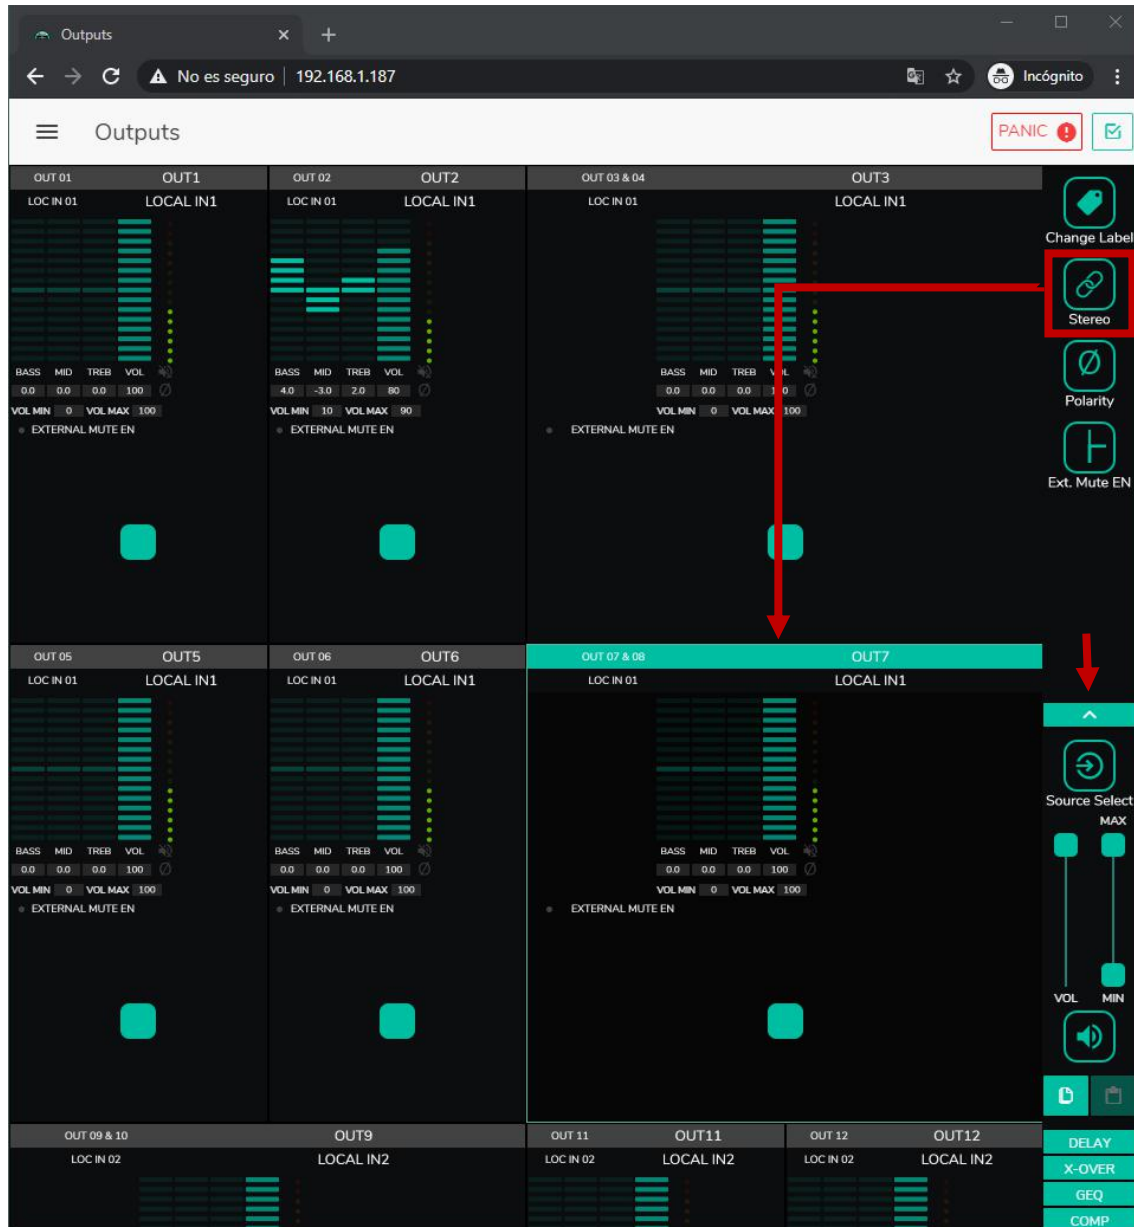 Outputs
No es seguro 192.168.1.187 Incógnito
Outputs PANIC
OUT 01 OUT1 OUT 02 OUT2 OUT 03 & 04 OUT3
LOC IN 01 LOCAL IN1 LOC IN 01 LOCAL IN1 LOC IN 01 LOCAL IN1
Change Label
Stereo
BASS MID TREB VOL BASS MID TREB VOL BASS MID TREB VOL
0.0 0.0 0.0 100 4.0 -3.0 2.0 80 0.0 0.0 0.0 100
Polarity
VOL MIN 0 VOL MAX 100 VOL MIN 10 VOL MAX 90 VOL MIN 0 VOL MAX 100
EXTERNAL MUTE EN EXTERNAL MUTE EN EXTERNAL MUTE EN
Ext. Mute EN
OUT 05 OUT5 OUT 06 OUT6 OUT 07 & 08 OUT7
LOC IN 01 LOCAL IN1 LOC IN 01 LOCAL IN1 LOC IN 01 LOCAL IN1
Source Select
MAX
BASS MID TREB VOL BASS MID TREB VOL BASS MID TREB VOL
0.0 0.0 0.0 100 0.0 0.0 0.0 100 0.0 0.0 0.0 100
VOL MIN 0 VOL MAX 100 VOL MIN 0 VOL MAX 100 VOL MIN 0 VOL MAX 100
EXTERNAL MUTE EN EXTERNAL MUTE EN EXTERNAL MUTE EN
VOL MIN
OUT 09 & 10 OUT9 OUT 11 OUT11 OUT 12 OUT12
DELAY
LOC IN 02 LOCAL IN2 LOC IN 02 LOCAL IN2 LOC IN 02 LOCAL IN2
X-OVER
GEQ
COMP